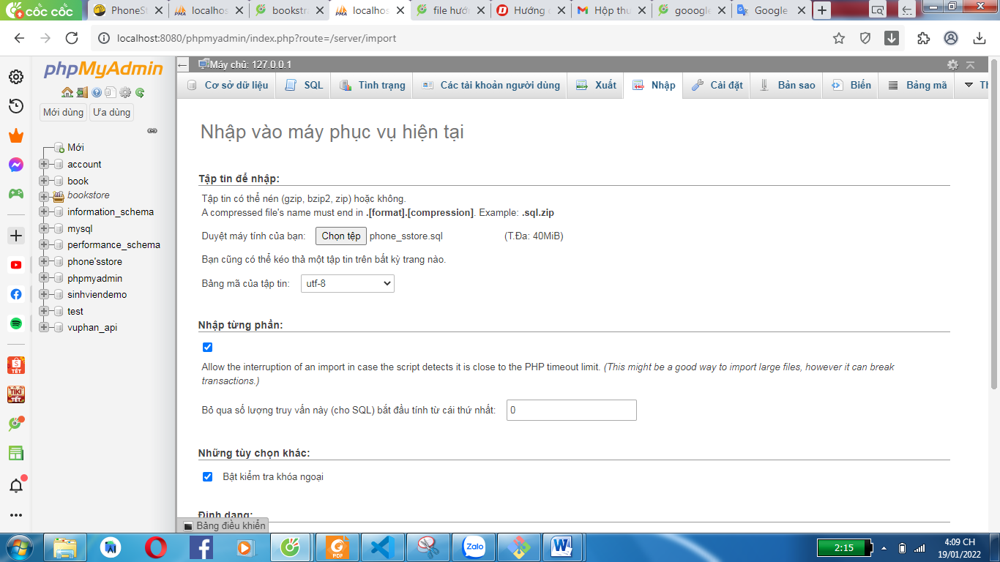 cốc cốc
PhoneSt
localhos
bookstra
localhos
file hướ
Hướng d
Hộp thu
gooogle
Google
localhost:8080/phpmyadmin/index.php?route=/server/import
phpMyAdmin
Mới dùng
Ưa dùng
Mới
account
book
bookstore
information_schema
mysql
performance_schema
phone'sstore
phpmyadmin
sinhviendemo
test
vuphan_api
Máy chủ: 127.0.0.1
Cơ sở dữ liệu
SQL
Tình trạng
Các tài khoản người dùng
Xuất
Nhập
Cài đặt
Bản sao
Biến
Bảng mã
Th
Nhập vào máy phục vụ hiện tại
Tập tin để nhập:
Tập tin có thể nén (gzip, bzip2, zip) hoặc không.
A compressed file's name must end in .[format].[compression]. Example: .sql.zip
Duyệt máy tính của bạn: Chọn tệp phone_sstore.sql (T.Đa: 40MiB)
Bạn cũng có thể kéo thả một tập tin trên bất kỳ trang nào.
Bảng mã của tập tin: utf-8
Nhập từng phần:
Allow the interruption of an import in case the script detects it is close to the PHP timeout limit. (This might be a good way to import large files, however it can break
transactions.)
Bỏ qua số lượng truy vấn này (cho SQL) bắt đầu tính từ cái thứ nhất: 0
Những tùy chọn khác:
Bật kiểm tra khóa ngoại
Định dạng:
Bảng điều khiển
TẾT
TIKI
TẾT
PDF
Zalo
2:15
4:09 CH
19/01/2022